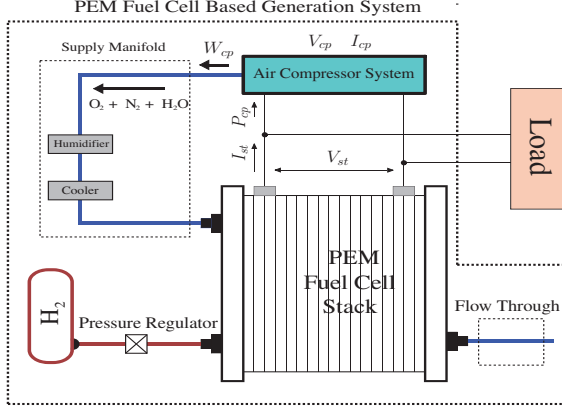 PEM Fuel Cell Based Generation System
Supply Manifold
W_cp
V_cp I_cp
Air Compressor System
O₂ + N₂ + H₂O
P_cp
Load
Humidifier
I_st
V_st
Cooler
PEM
Fuel Cell
Stack
H₂
Pressure Regulator
Flow Through